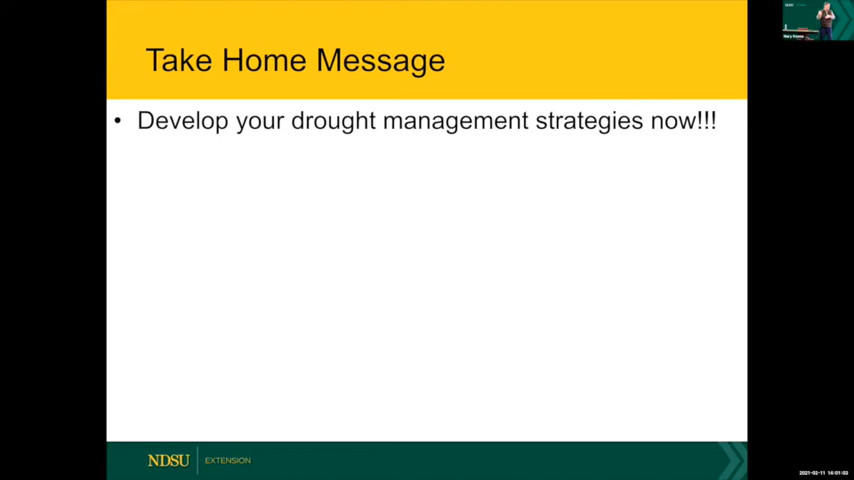 Take Home Message
• Develop your drought management strategies now!!!
NDSU EXTENSION
2021-02-11 14:01:03